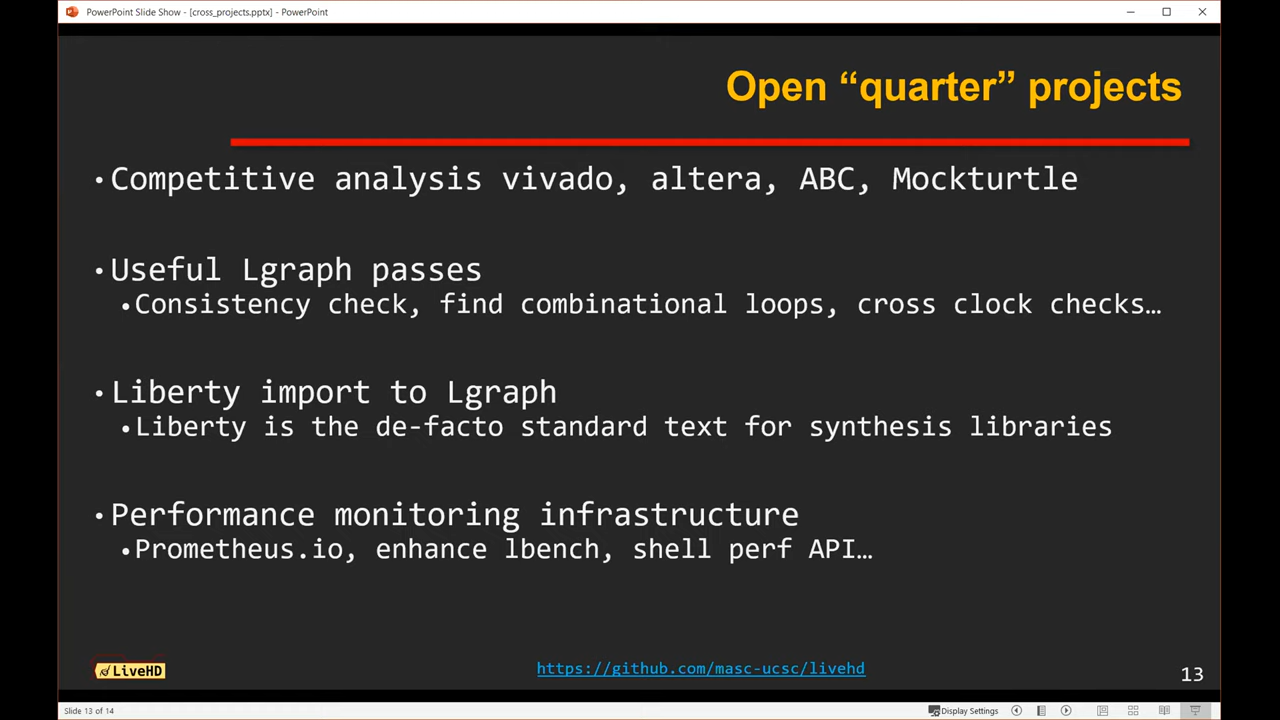 PowerPoint Slide Show - [cross_projects.pptx] - PowerPoint
Open “quarter” projects
• Competitive analysis vivado, altera, ABC, Mockturtle
• Useful Lgraph passes
• Consistency check, find combinational loops, cross clock checks…
• Liberty import to Lgraph
• Liberty is the de-facto standard text for synthesis libraries
• Performance monitoring infrastructure
• Prometheus.io, enhance lbench, shell perf API…
LiveHD
https://github.com/masc-ucsc/livehd
13
Slide 13 of 14
Display Settings